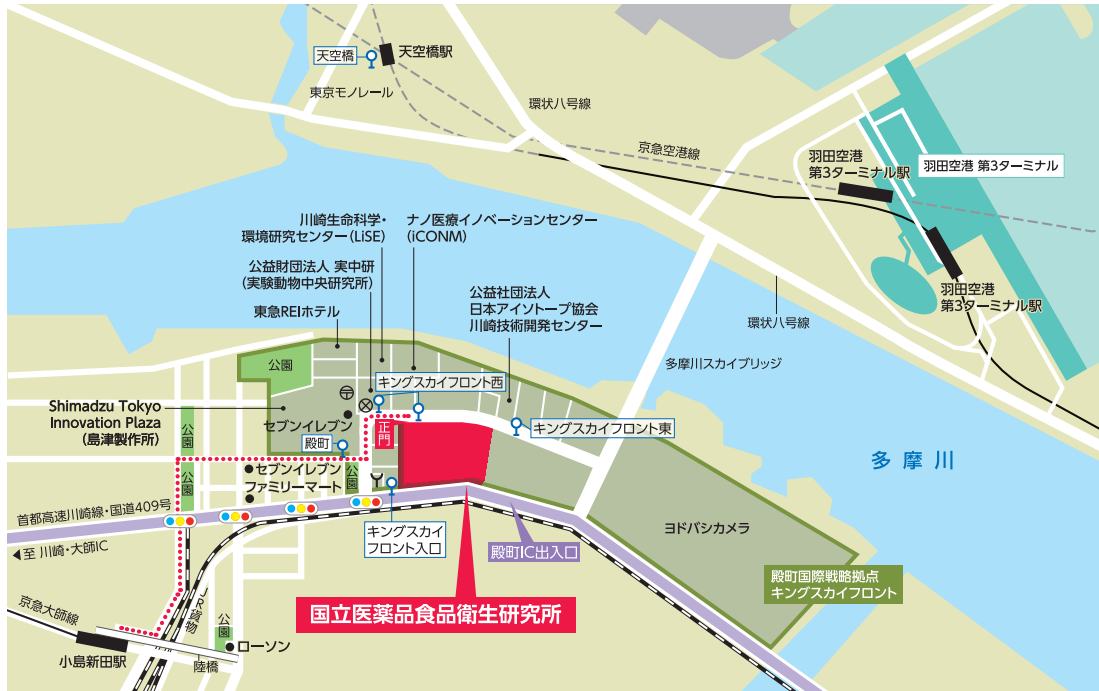 天空橋
天空橋駅
東京モノレール
環状八号線
京急空港線
羽田空港
第3ターミナル駅
羽田空港 第3ターミナル
羽田空港
第3ターミナル駅
環状八号線
多摩川スカイブリッジ
多摩川
川崎生命科学・
環境研究センター(LiSE)
ナノ医療イノベーションセンター
(iCONM)
公益財団法人 実中研
(実験動物中央研究所)
東急REIホテル
公益社団法人
日本アイソトープ協会
川崎技術開発センター
公園
キングスカイフロント西
Shimadzu Tokyo
Innovation Plaza
(島津製作所)
セブンイレブン
正門
キングスカイフロント東
殿町
公園
公園
セブンイレブン
ファミリーマート
公園
首都高速川崎線・国道409号
至 川崎・大師IC
キングスカイ
フロント入口
殿町IC出入口
ヨドバシカメラ
殿町国際戦略拠点
キングスカイフロント
国立医薬品食品衛生研究所
京急大師線
JR貨物
公園
ローソン
小島新田駅
陸橋